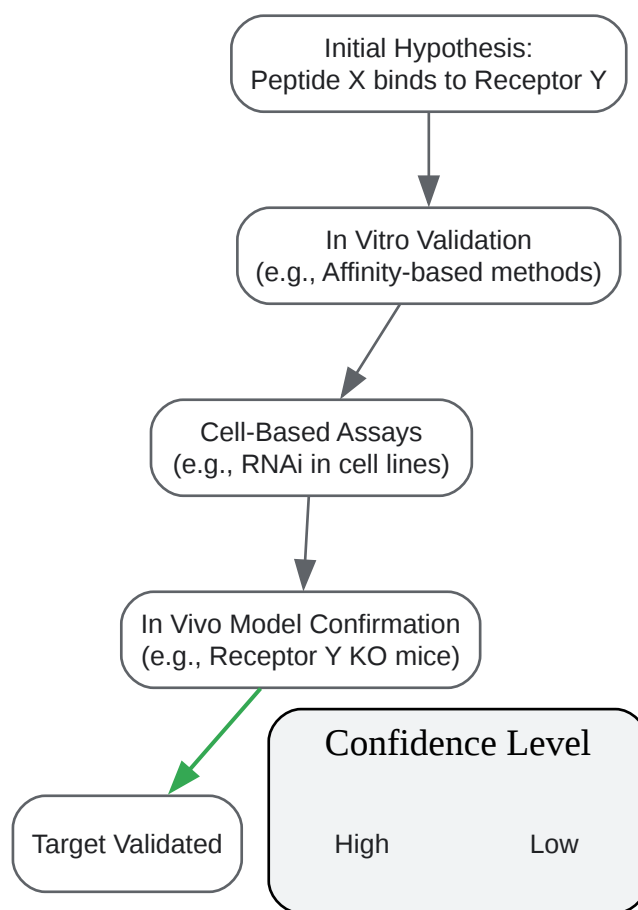 Initial Hypothesis:
Peptide X binds to Receptor Y
In Vitro Validation
(e.g., Affinity-based methods)
Cell-Based Assays
(e.g., RNAi in cell lines)
In Vivo Model Confirmation
(e.g., Receptor Y KO mice)
Confidence Level
Target Validated
High
Low